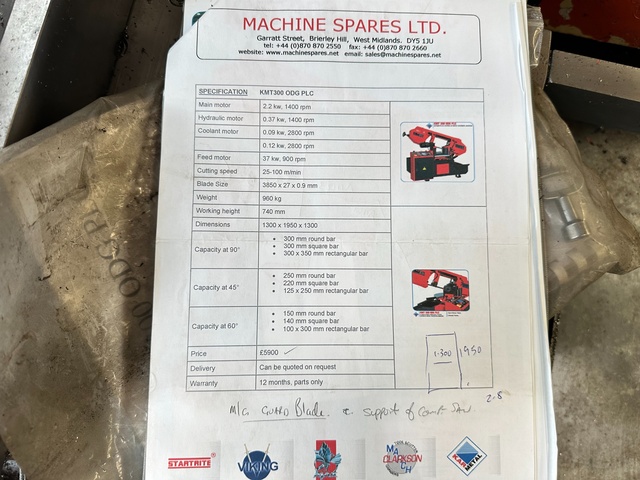 MACHINE SPARES LTD.
Garratt Street, Brierley Hill, West Midlands. DY5 1JU
tel: +44 (0)870 870 2550 fax: +44 (0)870 870 2660
website: www.machinespares.net email: sales@machinespares.net
SPECIFICATION KMT300 ODG PLC
Main motor 2.2 kw, 1400 rpm
Hydraulic motor 0.37 kw, 1400 rpm
Coolant motor 0.09 kw, 2800 rpm
0.12 kw, 2800 rpm
Feed motor 37 kw, 900 rpm
Cutting speed 25-100 m/min
Blade Size 3850 x 27 x 0.9 mm
Weight 960 kg
Working height 740 mm
Dimensions 1300 x 1950 x 1300
Capacity at 90°
• 300 mm round bar
• 300 mm square bar
• 300 x 350 mm rectangular bar
Capacity at 45°
• 250 mm round bar
• 220 mm square bar
• 125 x 250 mm rectangular bar
Capacity at 60°
• 150 mm round bar
• 140 mm square bar
• 100 x 300 mm rectangular bar
Price £5900 ✓
Delivery Can be quoted on request
Warranty 12 months, parts only
1.300 1950
2.8
M/C GUARD Blade. & support of
STARTRITE
VIKING
CLARKSON
KARMETAL